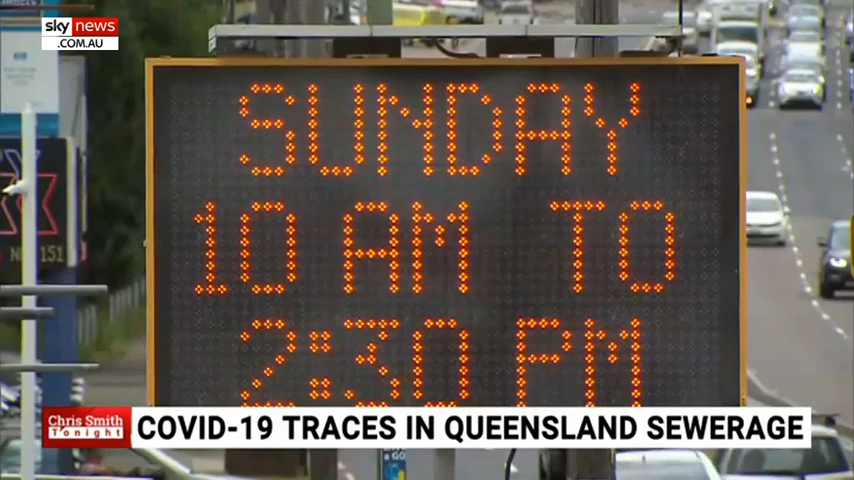 sky news
.COM.AU
SUNDAY
10 AM TO
2:30 PM
151
Chris Smith
Tonight
COVID-19 TRACES IN QUEENSLAND SEWERAGE